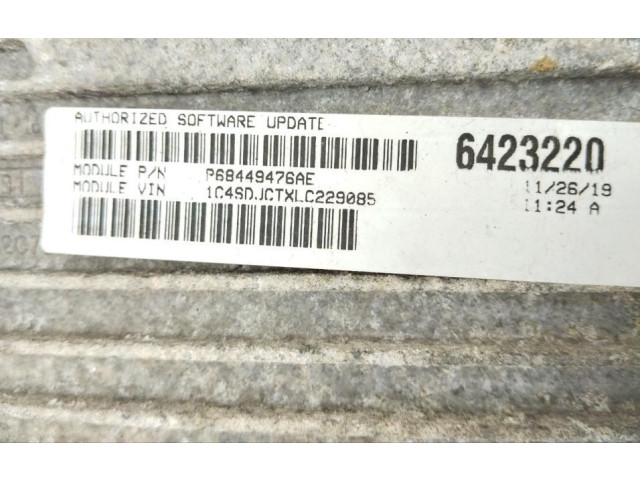 AUTHORIZED SOFTWARE UPDATE
6423220
MODULE P/N P68449476AE
MODULE VIN 1C4SDJCTXLC229085
11/26/19
11:24 A